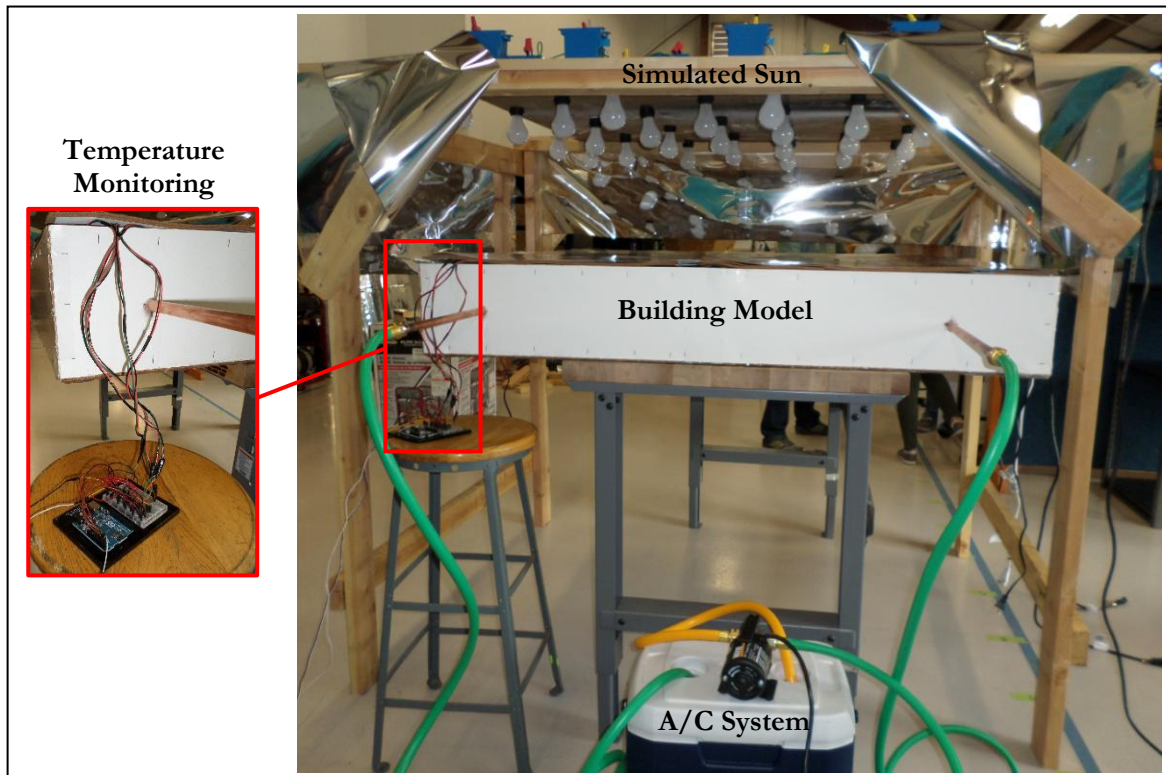 Simulated Sun
Temperature
Monitoring
Building Model
A/C System